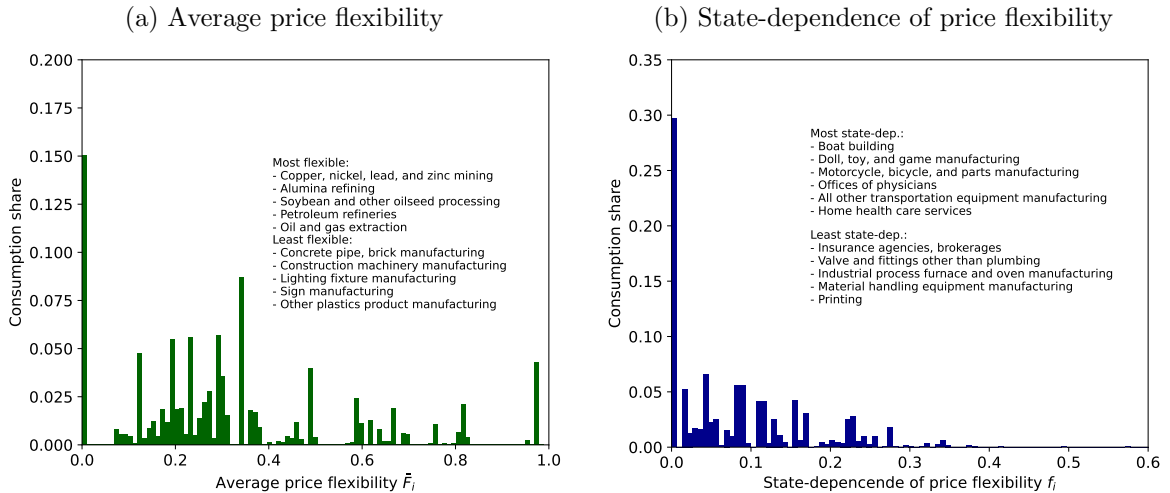 (a) Average price flexibility
0.200
0.175
0.150
0.125
0.100
0.075
0.050
0.025
0.000
Consumption share
Most flexible:
- Copper, nickel, lead, and zinc mining
- Alumina refining
- Soybean and other oilseed processing
- Petroleum refineries
- Oil and gas extraction
Least flexible:
- Concrete pipe, brick manufacturing
- Construction machinery manufacturing
- Lighting fixture manufacturing
- Sign manufacturing
- Other plastics product manufacturing
0.0 0.2 0.4 0.6 0.8 1.0
Average price flexibility F̄ᵢ
(b) State-dependence of price flexibility
0.35
0.30
0.25
0.20
0.15
0.10
0.05
0.00
Consumption share
Most state-dep.:
- Boat building
- Doll, toy, and game manufacturing
- Motorcycle, bicycle, and parts manufacturing
- Offices of physicians
- All other transportation equipment manufacturing
- Home health care services
Least state-dep.:
- Insurance agencies, brokerages
- Valve and fittings other than plumbing
- Industrial process furnace and oven manufacturing
- Material handling equipment manufacturing
- Printing
0.0 0.1 0.2 0.3 0.4 0.5 0.6
State-depencende of price flexibility fᵢ